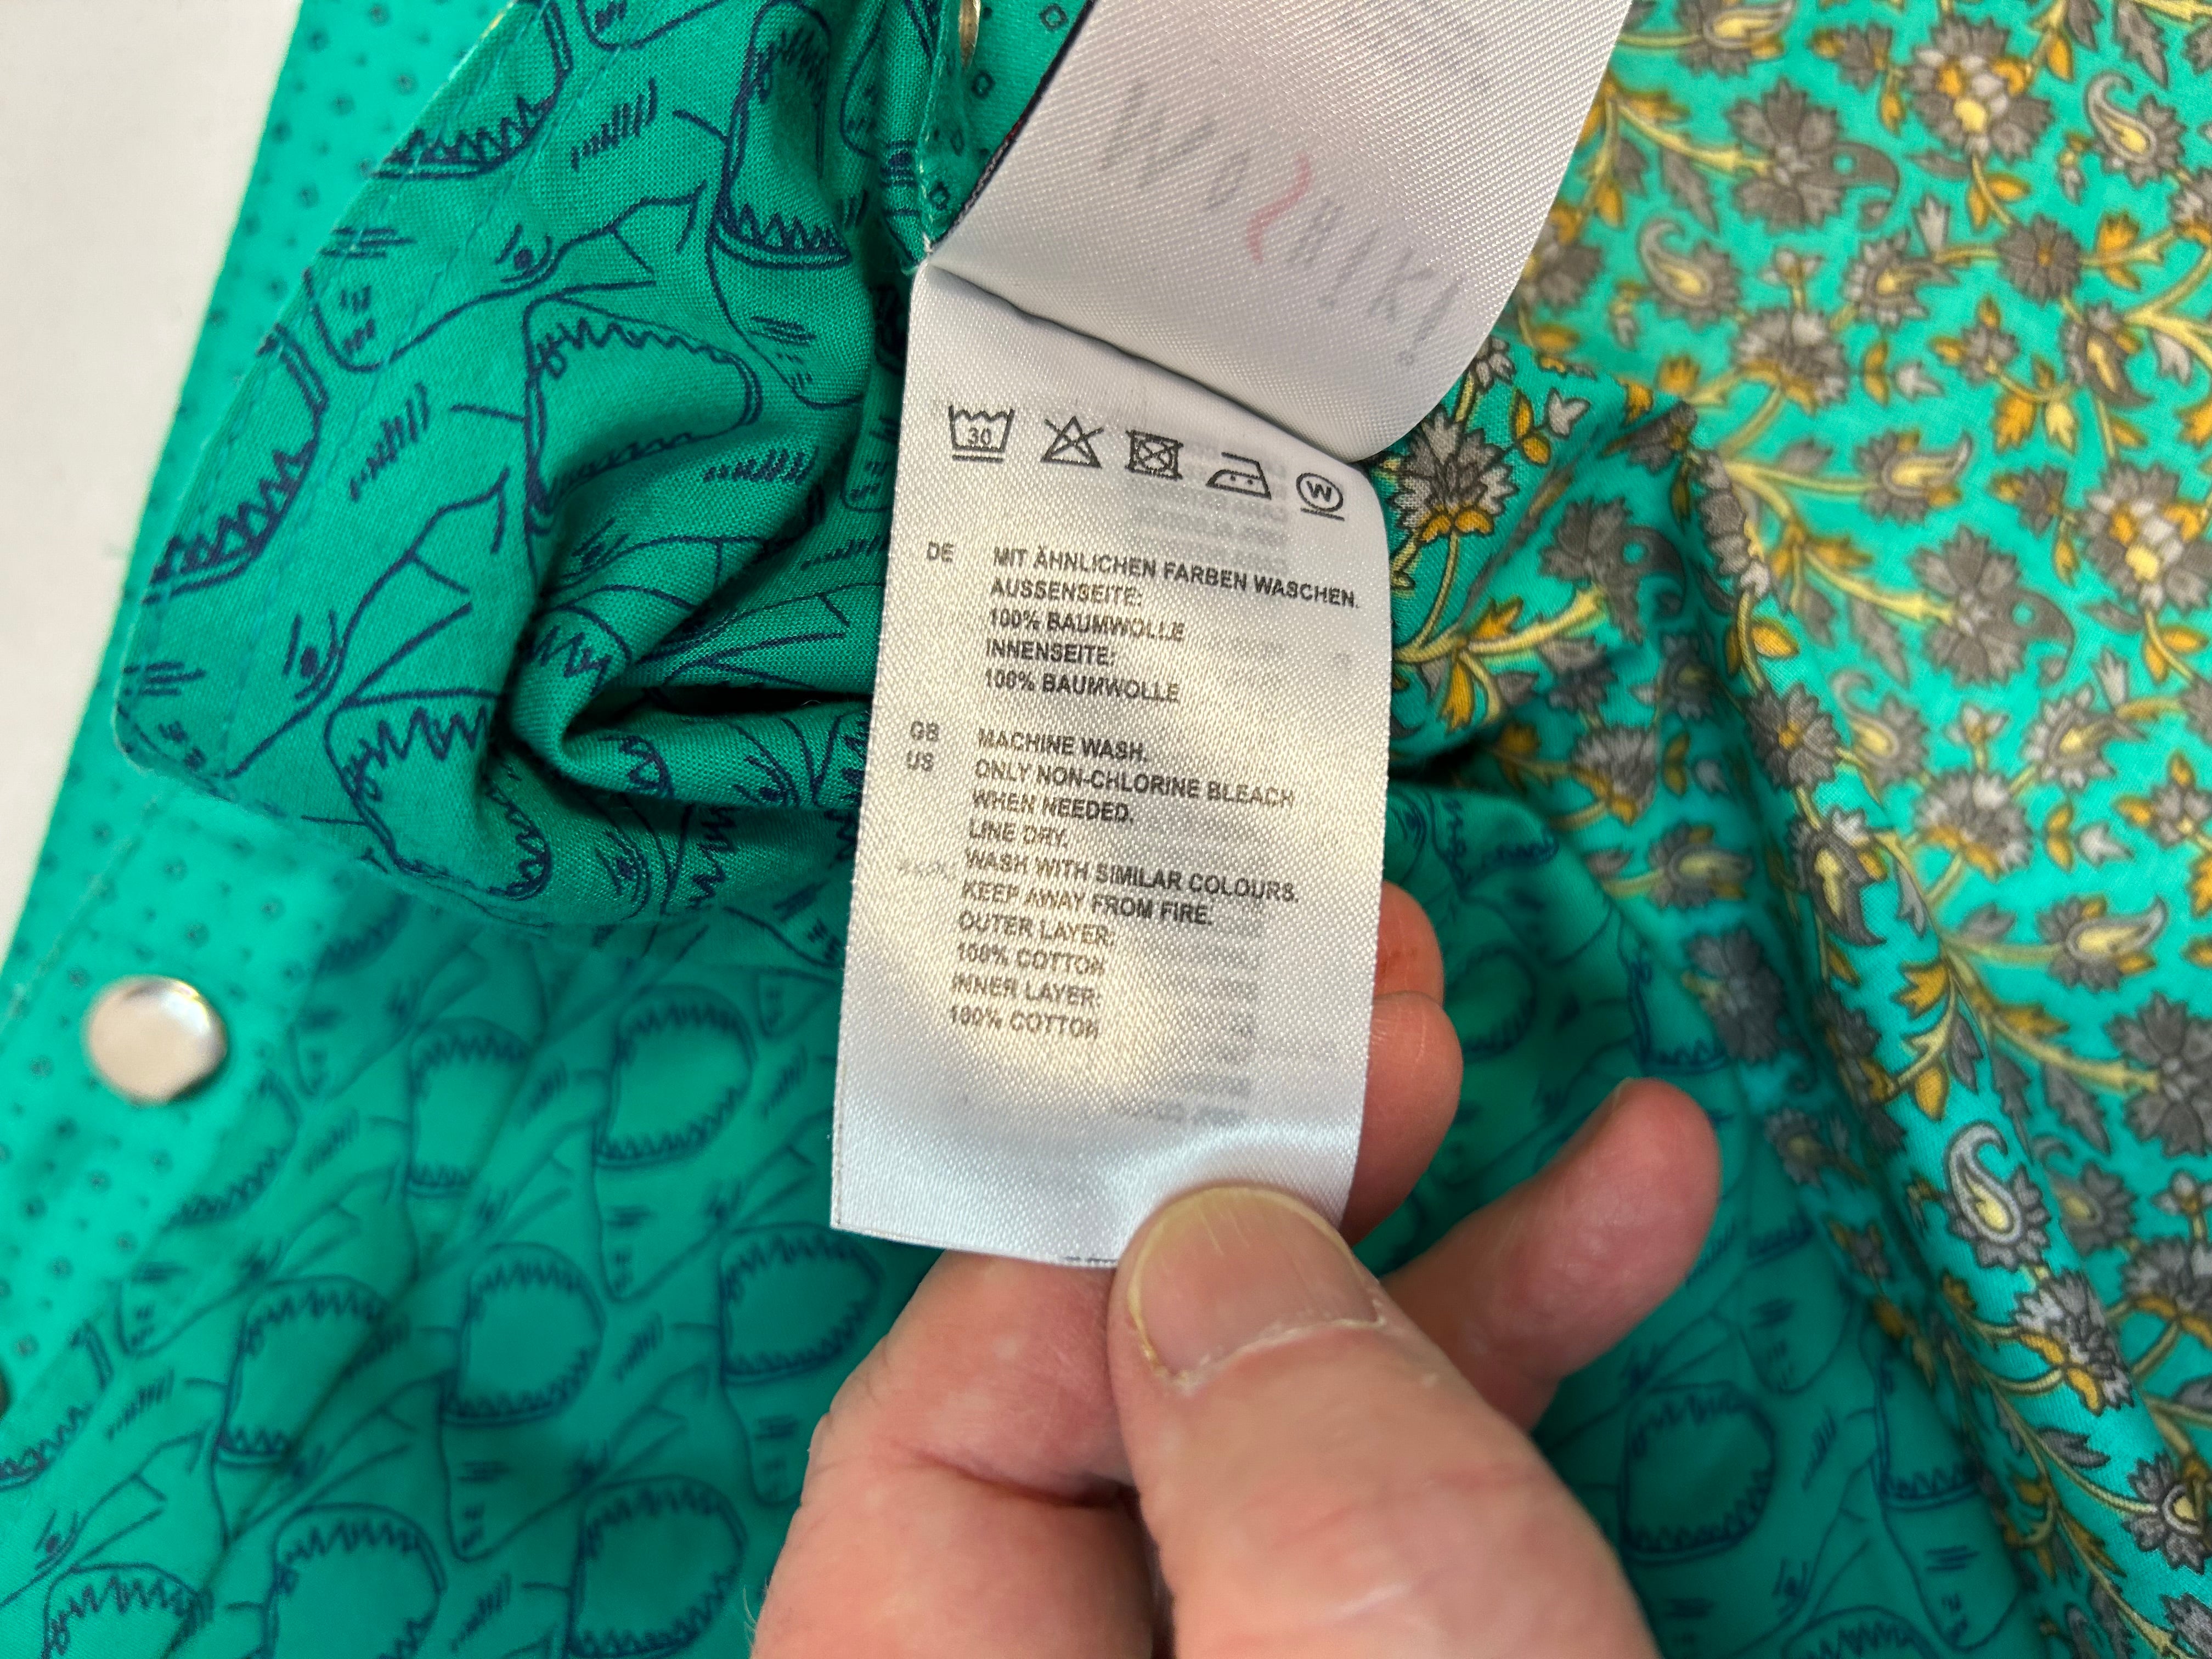 30
W
DE MIT ÄHNLICHEN FARBEN WASCHEN.
AUSSENSEITE:
100% BAUMWOLLE
INNENSEITE:
100% BAUMWOLLE
GB MACHINE WASH.
US ONLY NON-CHLORINE BLEACH
WHEN NEEDED.
LINE DRY.
WASH WITH SIMILAR COLOURS.
KEEP AWAY FROM FIRE.
OUTER LAYER:
100% COTTON
INNER LAYER:
100% COTTON